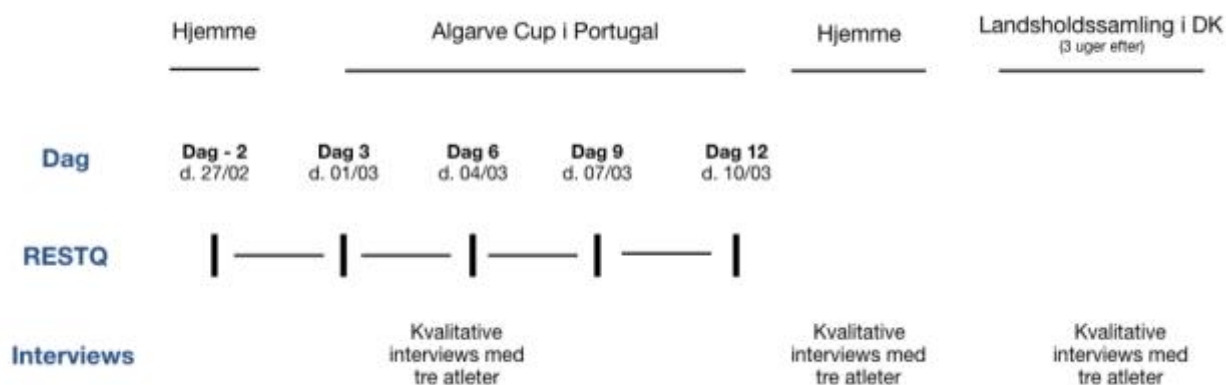 Hjemme
Algarve Cup i Portugal
Hjemme
Landsholdssamling i DK
(3 uger efter)
Dag
Dag - 2
d. 27/02
Dag 3
d. 01/03
Dag 6
d. 04/03
Dag 9
d. 07/03
Dag 12
d. 10/03
RESTQ
Interviews
Kvalitative
interviews med
tre atleter
Kvalitative
interviews med
tre atleter
Kvalitative
interviews med
tre atleter